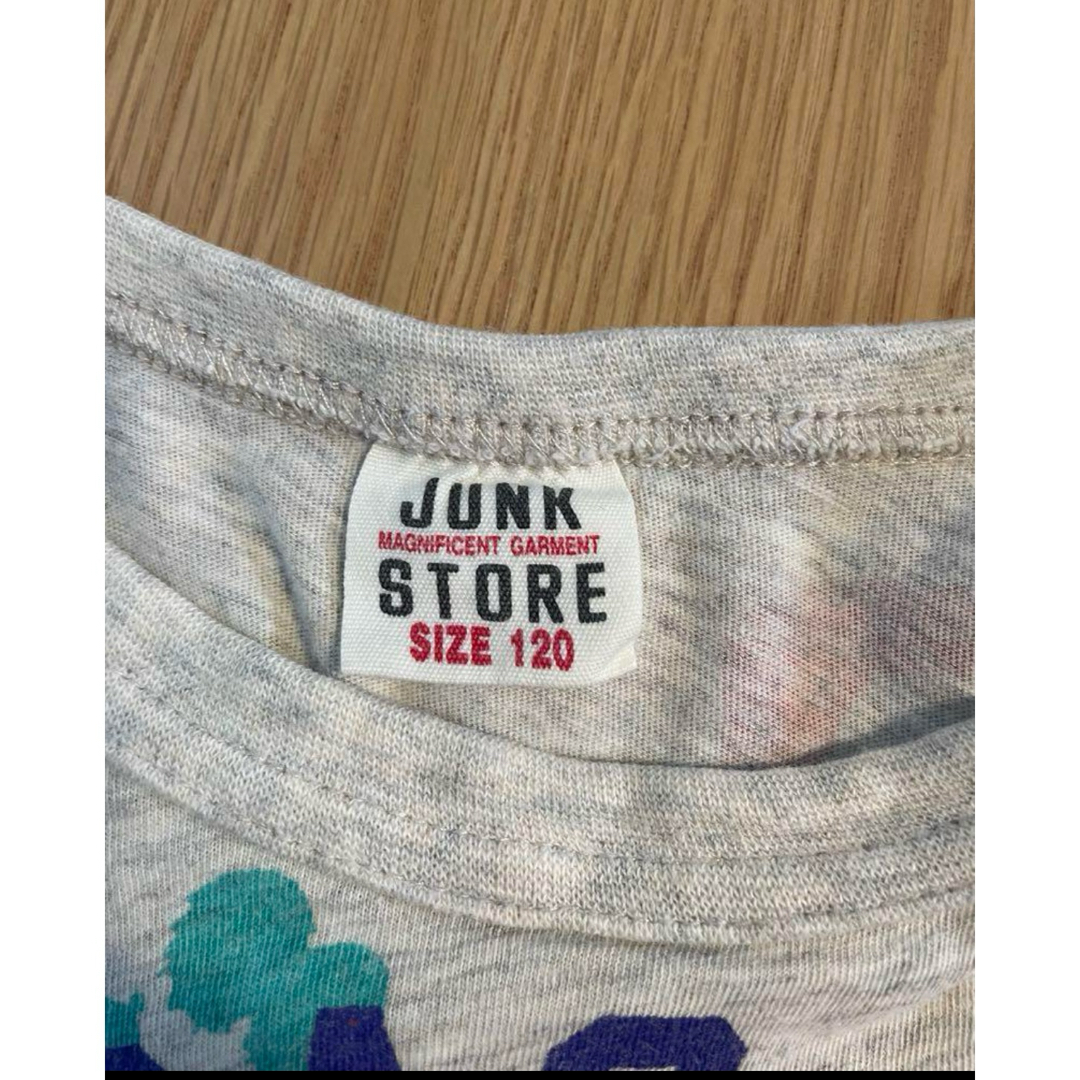 JUNK
MAGNIFICENT GARMENT
STORE
SIZE 120